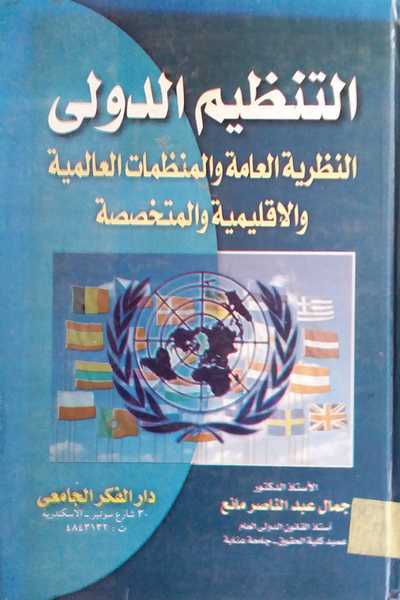 التنظيم الدولى
النظرية العامة والمنظمات العالمية
والاقليمية والمتخصصة
الأستاذ الدكتور
جمال عبد الناصر مانع
أستاذ القانون الدولى العام
عميد كلية الحقوق - جامعة عنابة
دار الفكر الجامعى
٣٠ شارع سوتير - الاسكندرية
ت : ٤٨٤٣١٣٢